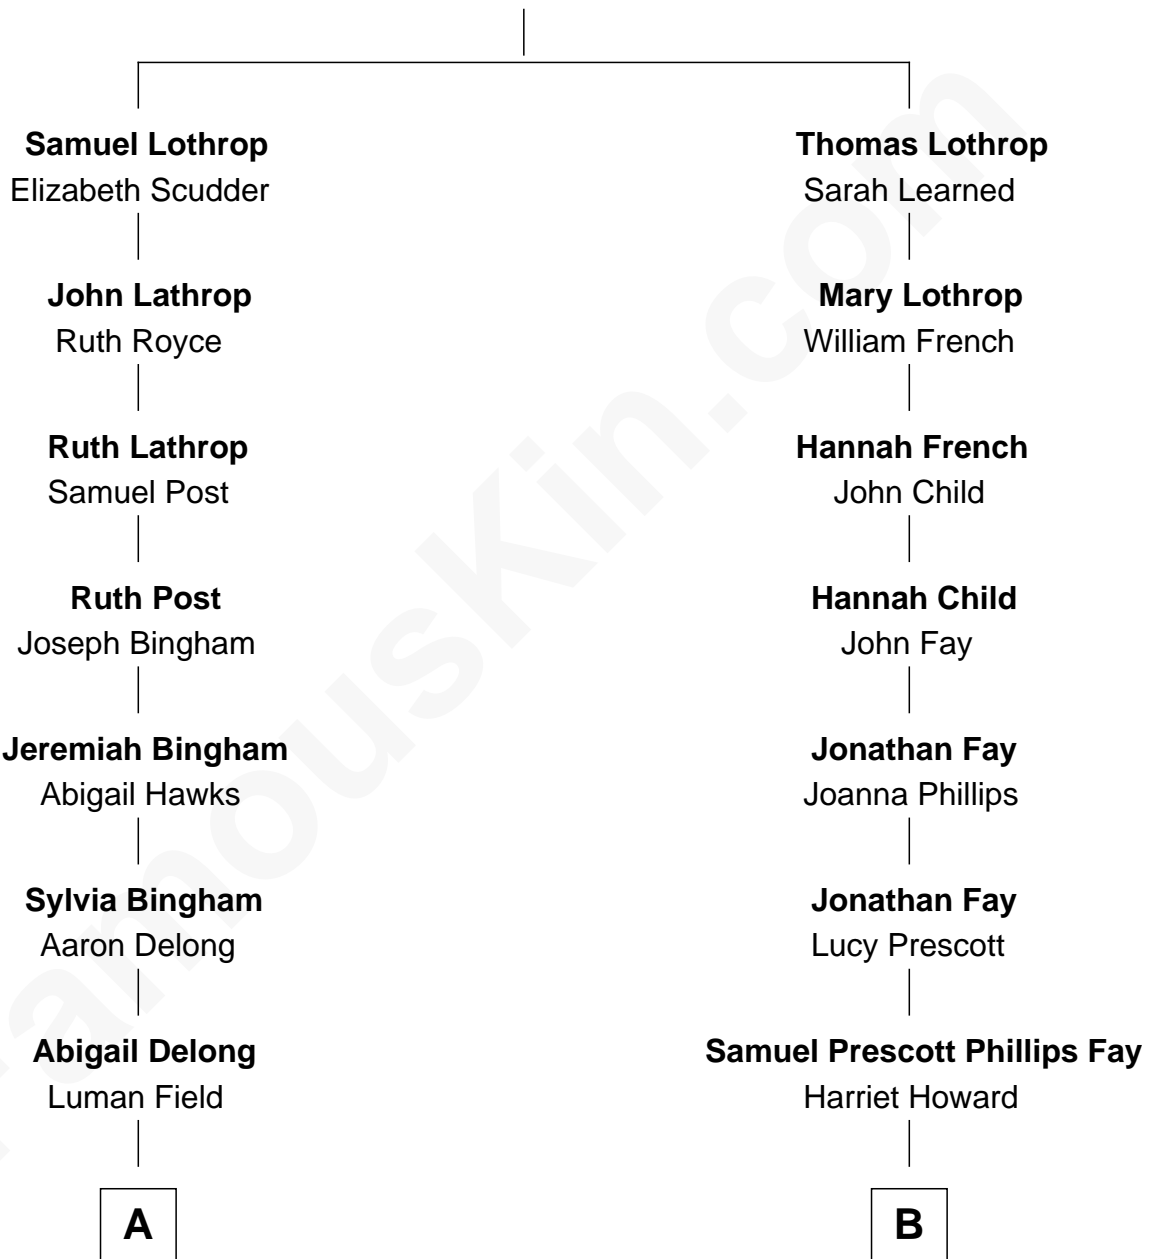 Samuel Lothrop
Elizabeth Scudder
John Lathrop
Ruth Royce
Ruth Lathrop
Samuel Post
Ruth Post
Joseph Bingham
Jeremiah Bingham
Abigail Hawks
Sylvia Bingham
Aaron Delong
Abigail Delong
Luman Field
A
Thomas Lothrop
Sarah Learned
Mary Lothrop
William French
Hannah French
John Child
Hannah Child
John Fay
Jonathan Fay
Joanna Phillips
Jonathan Fay
Lucy Prescott
Samuel Prescott Phillips Fay
Harriet Howard
B
FamousKin.com